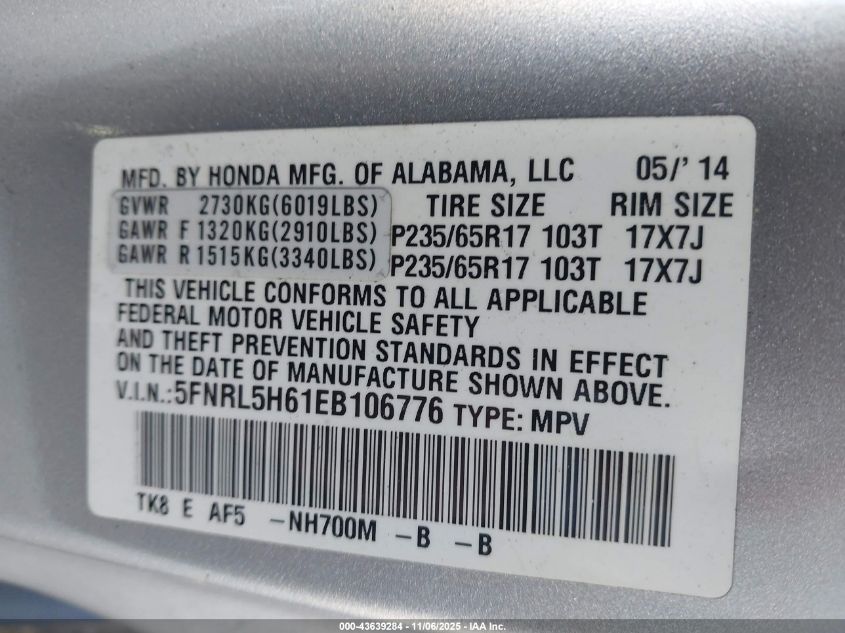 MFD. BY HONDA MFG. OF ALABAMA, LLC 05/' 14
GVWR 2730KG(6019LBS) TIRE SIZE RIM SIZE
GAWR F 1320KG(2910LBS) P235/65R17 103T 17X7J
GAWR R 1515KG(3340LBS) P235/65R17 103T 17X7J
THIS VEHICLE CONFORMS TO ALL APPLICABLE
FEDERAL MOTOR VEHICLE SAFETY
AND THEFT PREVENTION STANDARDS IN EFFECT
ON THE DATE OF MANUFACTURE SHOWN ABOVE.
V.I.N.:5FNRL5H61EB106776 TYPE: MPV
TK8 E AF5 -NH700M -B -B
000-43639284 - 11/06/2025 - IAA Inc.